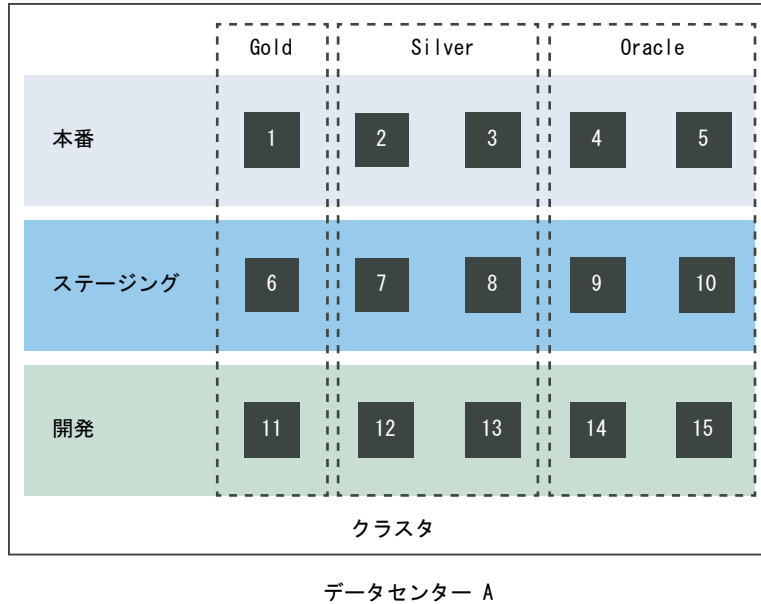 Gold Silver Oracle
本番 1 2 3 4 5
ステージング 6 7 8 9 10
開発 11 12 13 14 15
クラスタ
データセンター A